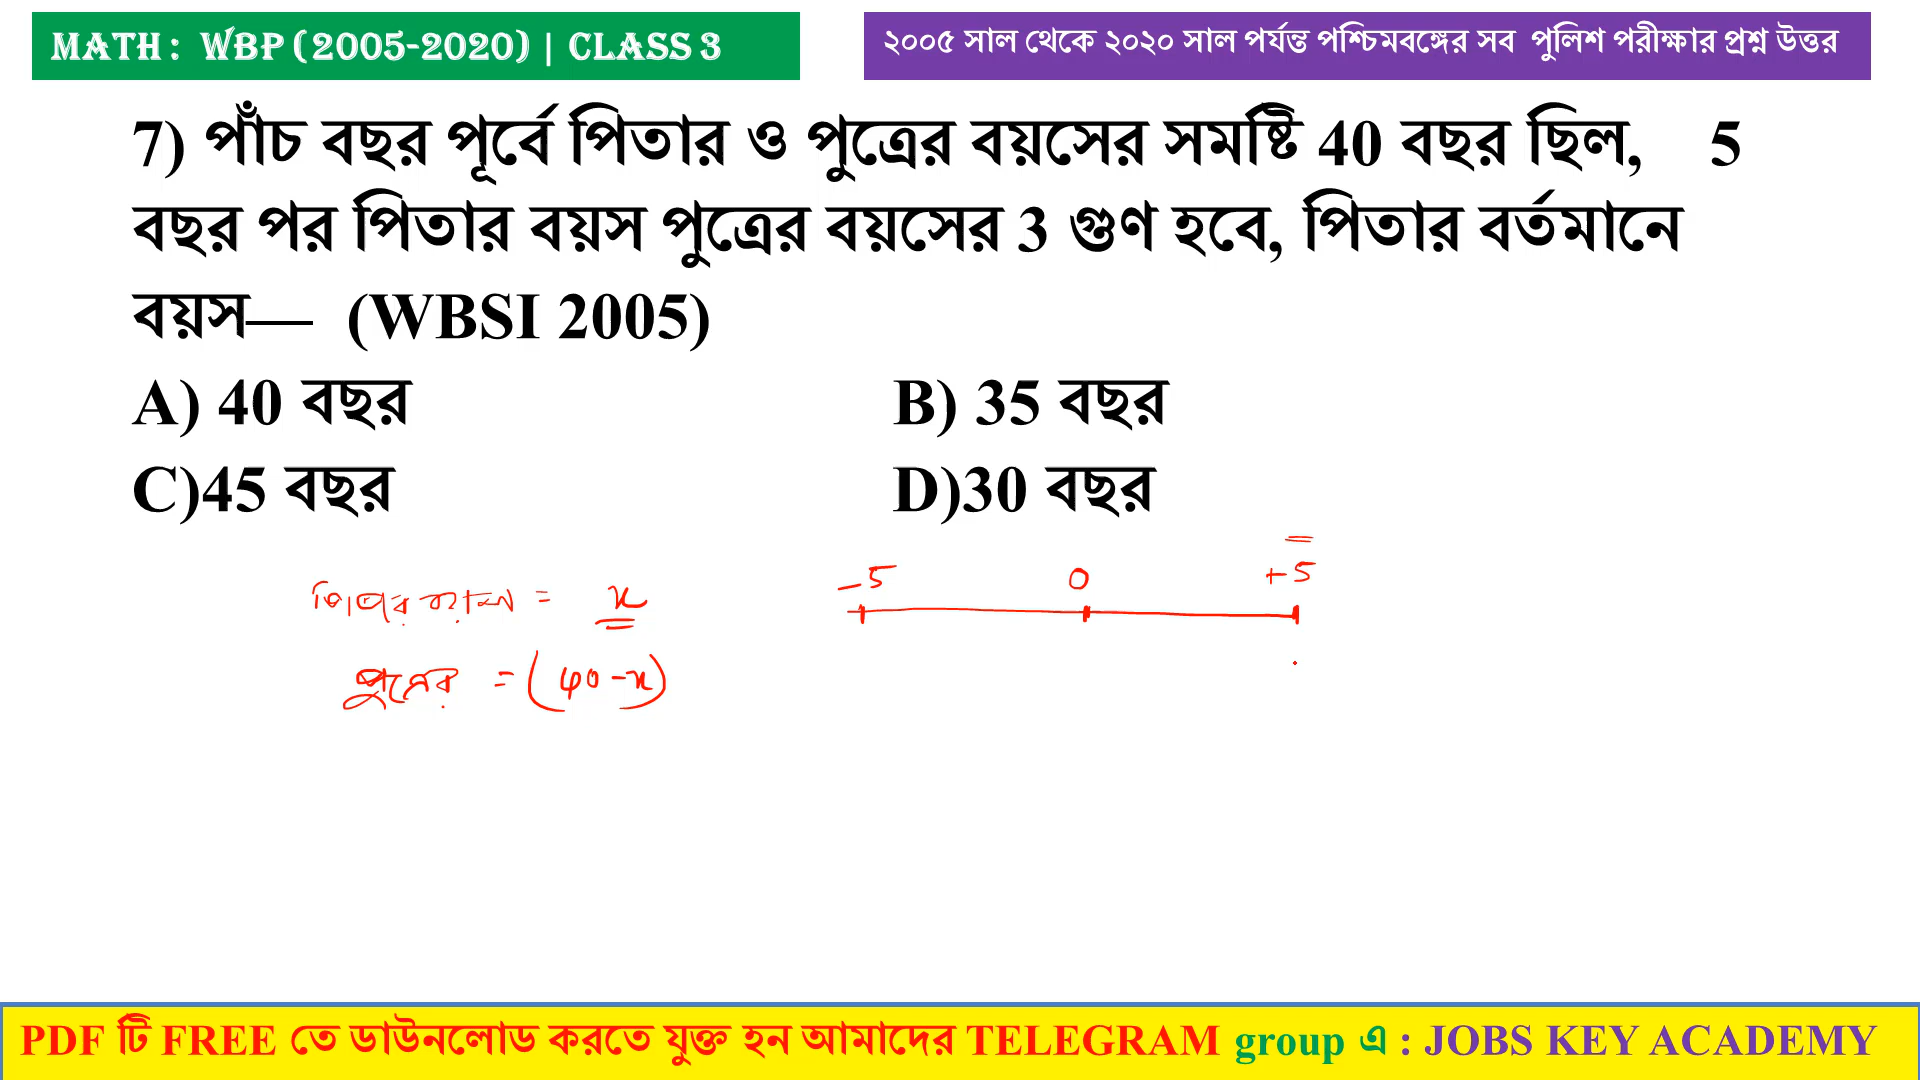 MATH : WBP (2005-2020) | CLASS 3
২০০৫ সাল থেকে ২০২০ সাল পর্যন্ত পশ্চিমবঙ্গের সব পুলিশ পরীক্ষার প্রশ্ন উত্তর
7) পাঁচ বছর পূর্বে পিতার ও পুত্রের বয়সের সমষ্টি 40 বছর ছিল, 5
বছর পর পিতার বয়স পুত্রের বয়সের 3 গুণ হবে, পিতার বর্তমানে
বয়স— (WBSI 2005)
A) 40 বছর B) 35 বছর
C)45 বছর D)30 বছর
-5 0 +5
= x
পুত্রের = (40-x)
PDF টি FREE তে ডাউনলোড করতে যুক্ত হন আমাদের TELEGRAM group এ : JOBS KEY ACADEMY